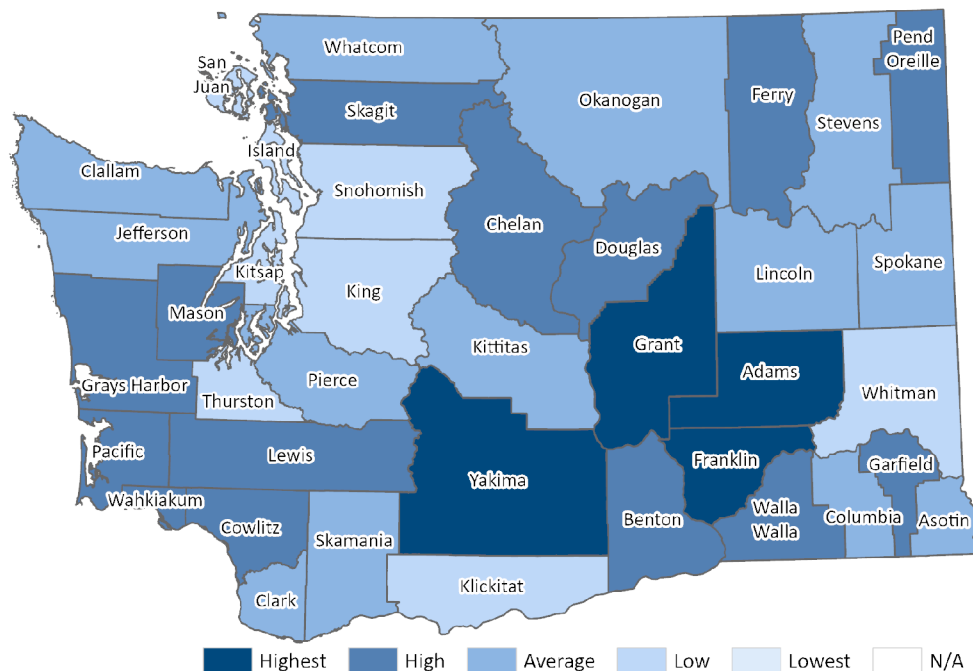 Whatcom
San
Juan
Skagit
Okanogan
Ferry
Pend
Oreille
Stevens
Island
Clallam
Snohomish
Chelan
Douglas
Jefferson
Kitsap
King
Lincoln
Spokane
Mason
Kittitas
Grant
Adams
Grays Harbor
Thurston
Pierce
Whitman
Pacific
Lewis
Yakima
Franklin
Garfield
Wahkiakum
Cowlitz
Skamania
Benton
Walla
Walla
Columbia
Asotin
Clark
Klickitat
Highest
High
Average
Low
Lowest
N/A